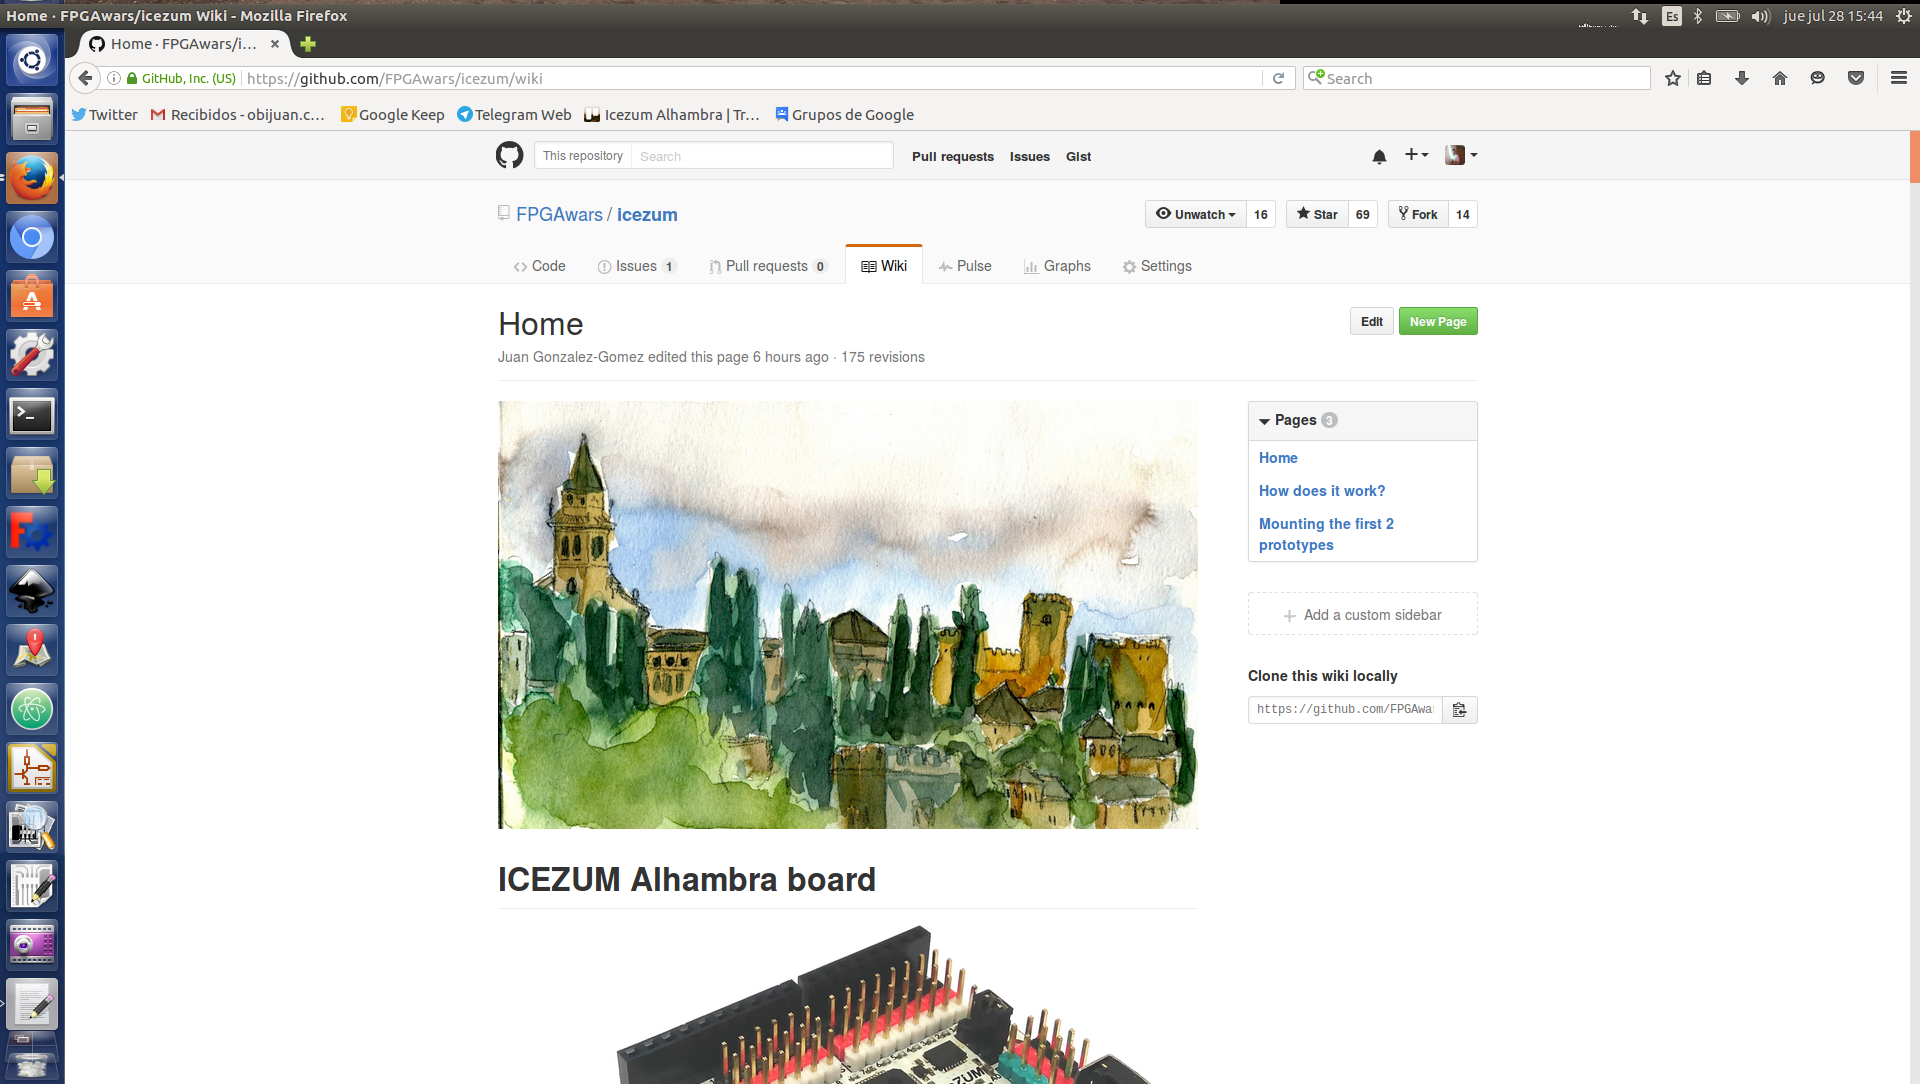 Home · FPGAwars/icezum Wiki - Mozilla Firefox
Es
jue jul 28 15:44
Home · FPGAwars/i...
GitHub, Inc. (US)
https://github.com/FPGAwars/icezum/wiki
Search
Twitter
Recibidos - obijuan.c...
Google Keep
Telegram Web
Icezum Alhambra | Tr...
Grupos de Google
This repository
Search
Pull requests
Issues
Gist
FPGAwars / icezum
Unwatch 16
Star 69
Fork 14
Code
Issues 1
Pull requests 0
Wiki
Pulse
Graphs
Settings
Home
Edit
New Page
Juan Gonzalez-Gomez edited this page 6 hours ago · 175 revisions
Pages 3
Home
How does it work?
Mounting the first 2
prototypes
Add a custom sidebar
Clone this wiki locally
https://github.com/FPGAwa
ICEZUM Alhambra board
ICEZUM